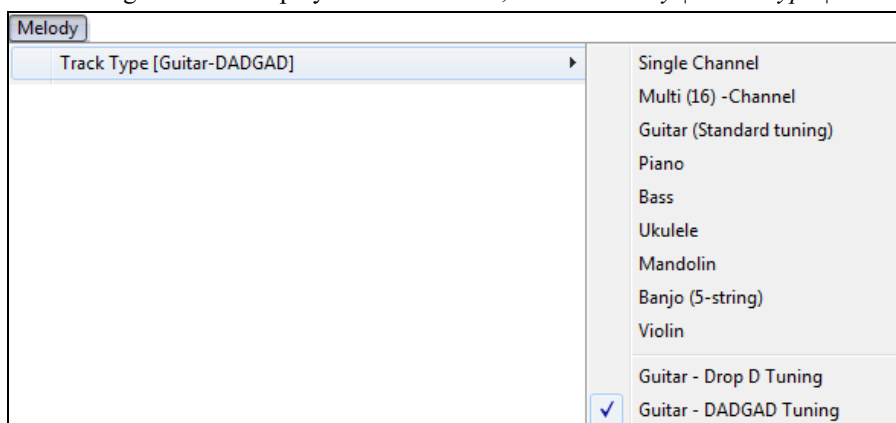 Melody
Track Type [Guitar-DADGAD]
Single Channel
Multi (16) -Channel
Guitar (Standard tuning)
Piano
Bass
Ukulele
Mandolin
Banjo (5-string)
Violin
Guitar - Drop D Tuning
Guitar - DADGAD Tuning